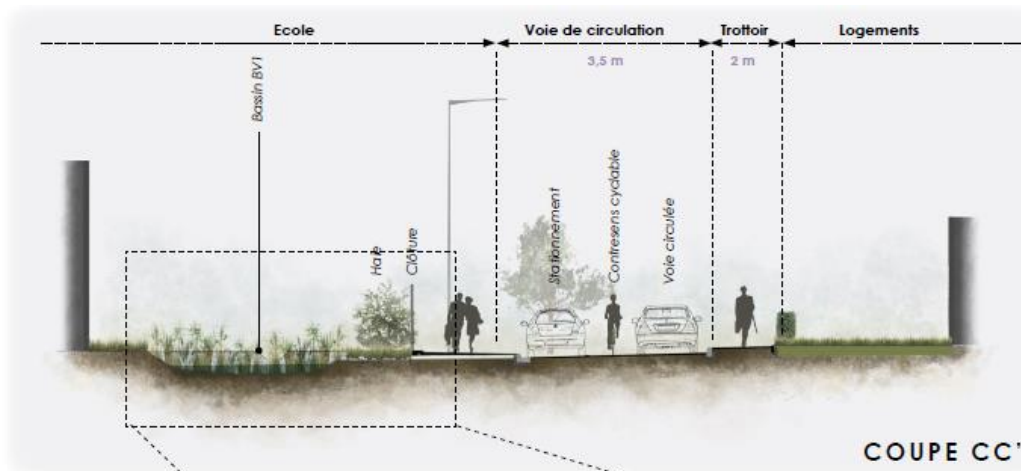 Ecole
Voie de circulation
Trottoir
Logements
3,5 m
2 m
Bassin BV1
Haie
Clôture
Stationnement
Contresens cyclable
Voie circulée
COUPE CC'